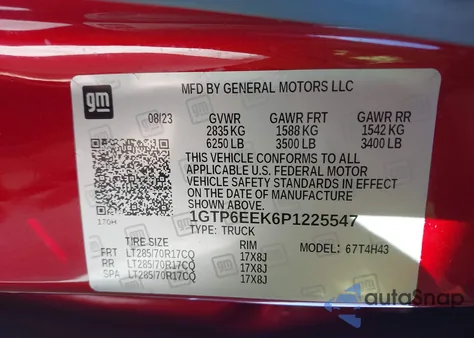 MFD BY GENERAL MOTORS LLC
gm
08/23 GVWR GAWR FRT GAWR RR
2835 KG 1588 KG 1542 KG
6250 LB 3500 LB 3400 LB
THIS VEHICLE CONFORMS TO ALL
APPLICABLE U.S. FEDERAL MOTOR
VEHICLE SAFETY STANDARDS IN
EFFECT ON THE DATE OF MANUFACTURE
SHOWN ABOVE.
1GTP6EEK6P1225547
170H
TYPE: TRUCK MODEL: 67T4H43
TIRE SIZE RIM
FRT LT285/70R17CQ 17X8J
RR LT285/70R17CQ 17X8J
SPA LT285/70R17CQ 17X8J
autoSnap